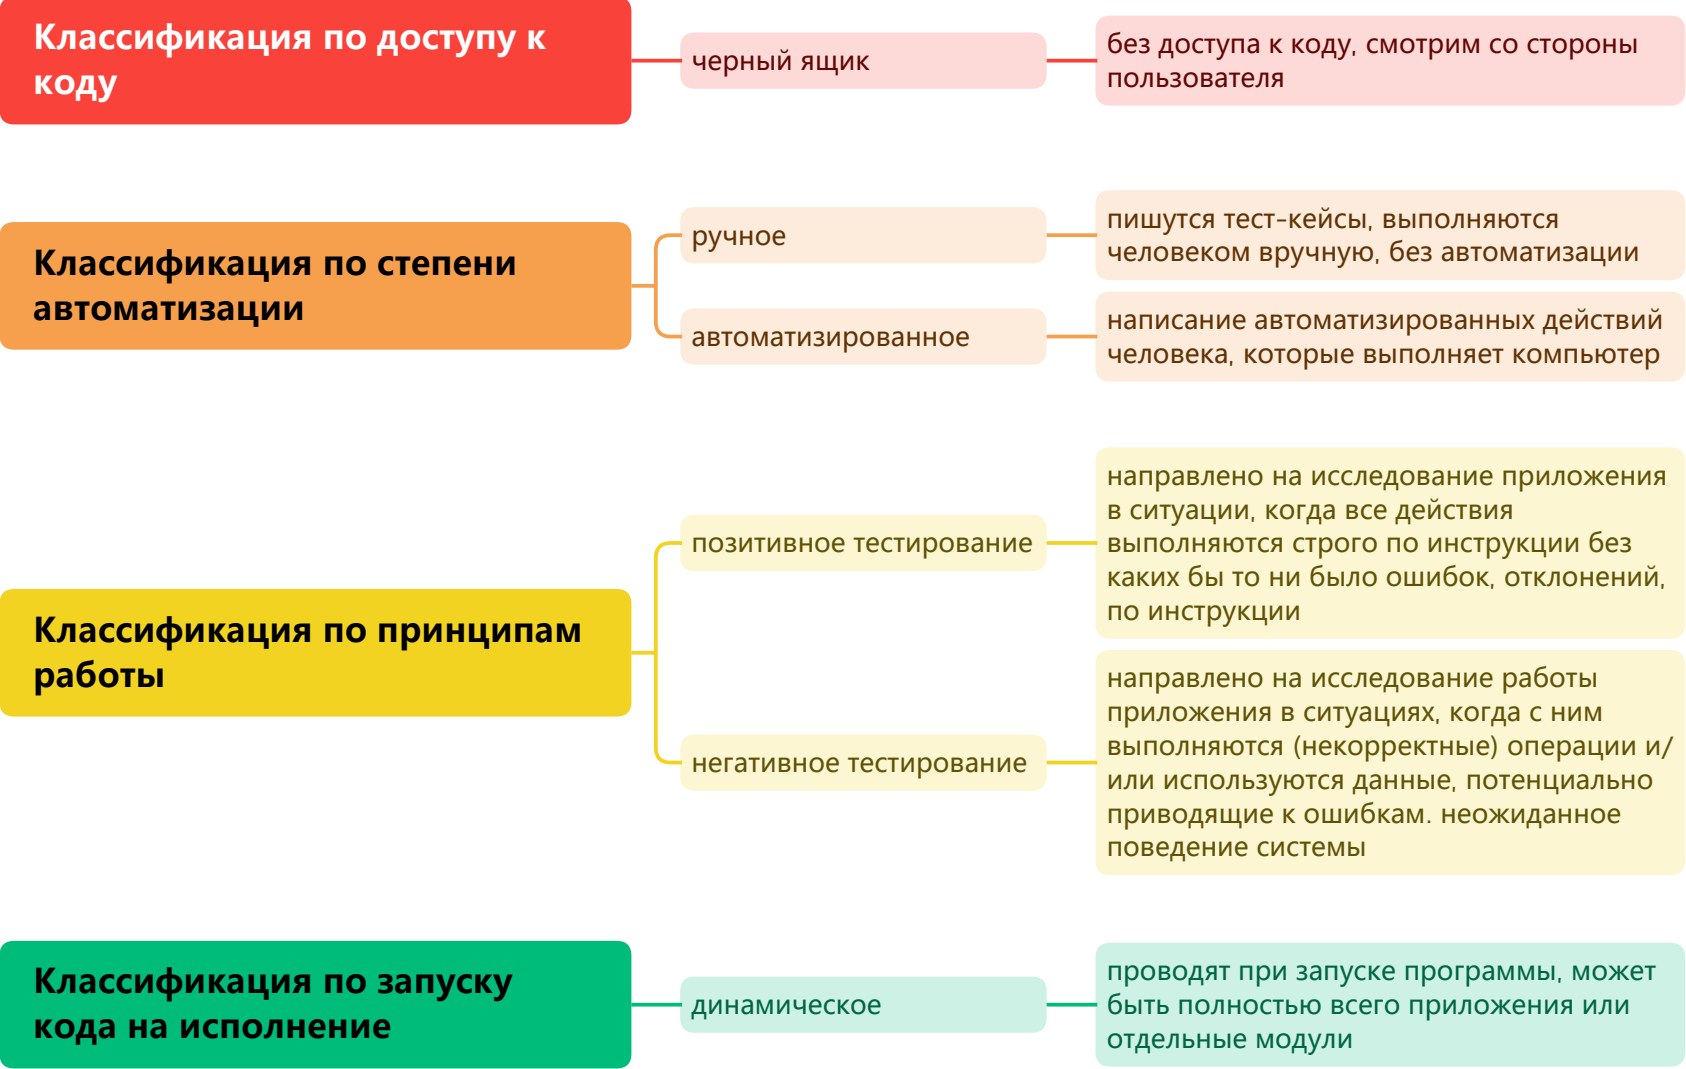 Классификация по доступу к
коду
черный ящик
без доступа к коду, смотрим со стороны
пользователя
Классификация по степени
автоматизации
ручное
пишутся тест-кейсы, выполняются
человеком вручную, без автоматизации
автоматизированное
написание автоматизированных действий
человека, которые выполняет компьютер
Классификация по принципам
работы
позитивное тестирование
направлено на исследование приложения
в ситуации, когда все действия
выполняются строго по инструкции без
каких бы то ни было ошибок, отклонений,
по инструкции
негативное тестирование
направлено на исследование работы
приложения в ситуациях, когда с ним
выполняются (некорректные) операции и/
или используются данные, потенциально
приводящие к ошибкам. неожиданное
поведение системы
Классификация по запуску
кода на исполнение
динамическое
проводят при запуске программы, может
быть полностью всего приложения или
отдельные модули